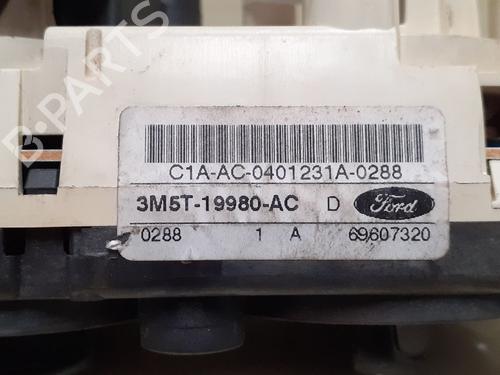 B-PARTS
C1A-AC-0401231A-0288
3M5T-19980-AC D Ford
0288 1 A 69607320